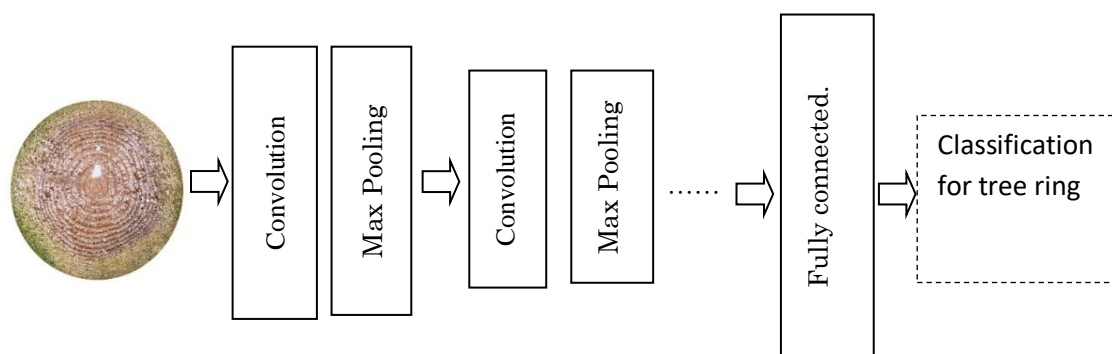 Convolution
Max Pooling
Convolution
Max Pooling
......
Fully connected.
Classification
for tree ring